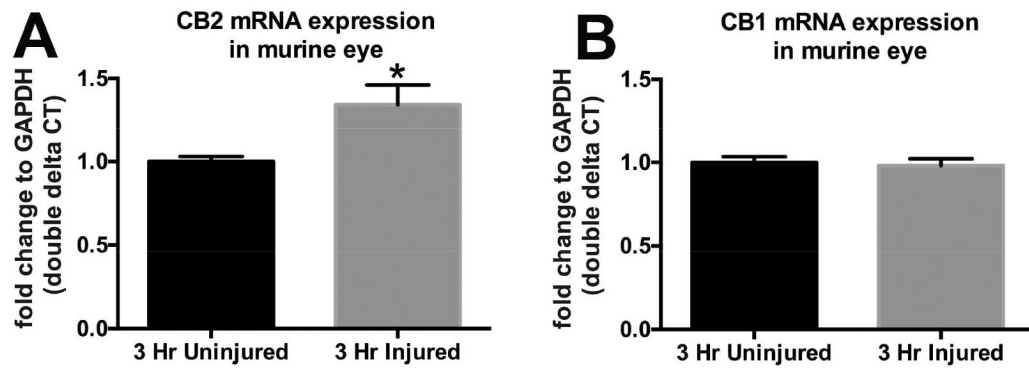 A
CB2 mRNA expression
in murine eye
fold change to GAPDH
(double delta CT)
1.5
1.0
0.5
0.0
*
3 Hr Uninjured
3 Hr Injured
B
CB1 mRNA expression
in murine eye
fold change to GAPDH
(double delta CT)
1.5
1.0
0.5
0.0
3 Hr Uninjured
3 Hr Injured